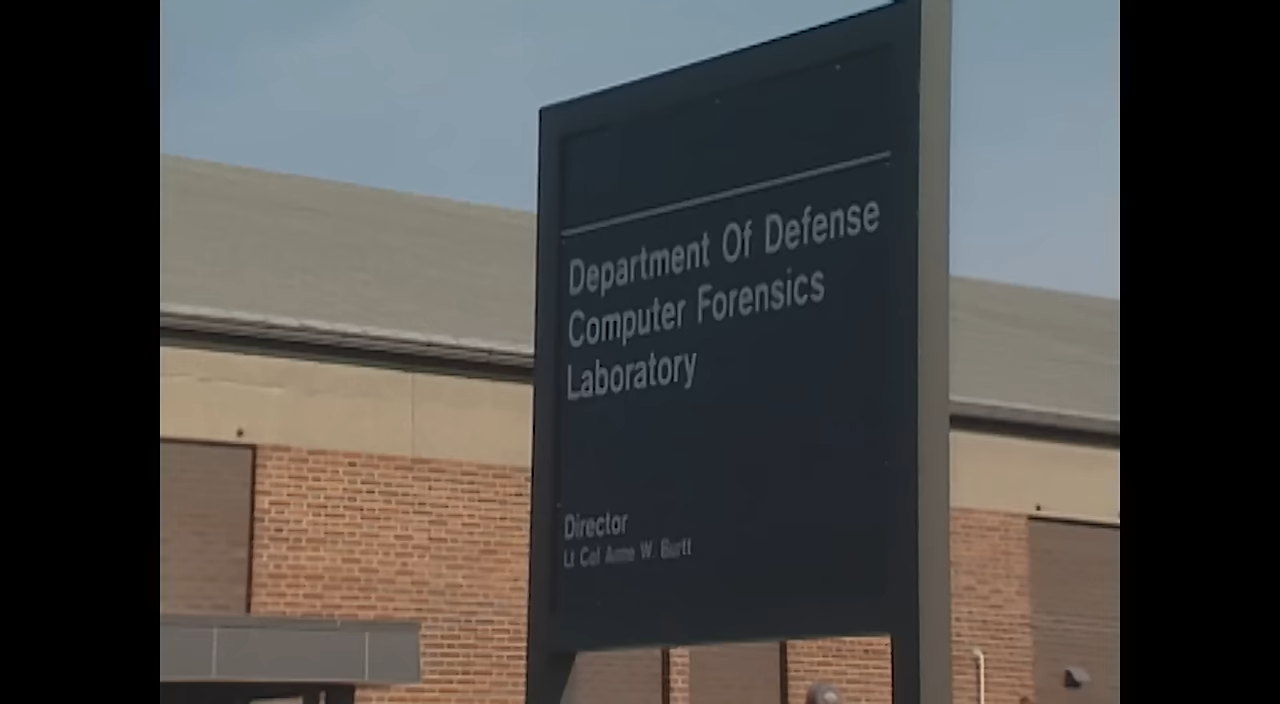 Department Of Defense
Computer Forensics
Laboratory
Director
Lt Col Anne W. Burtt